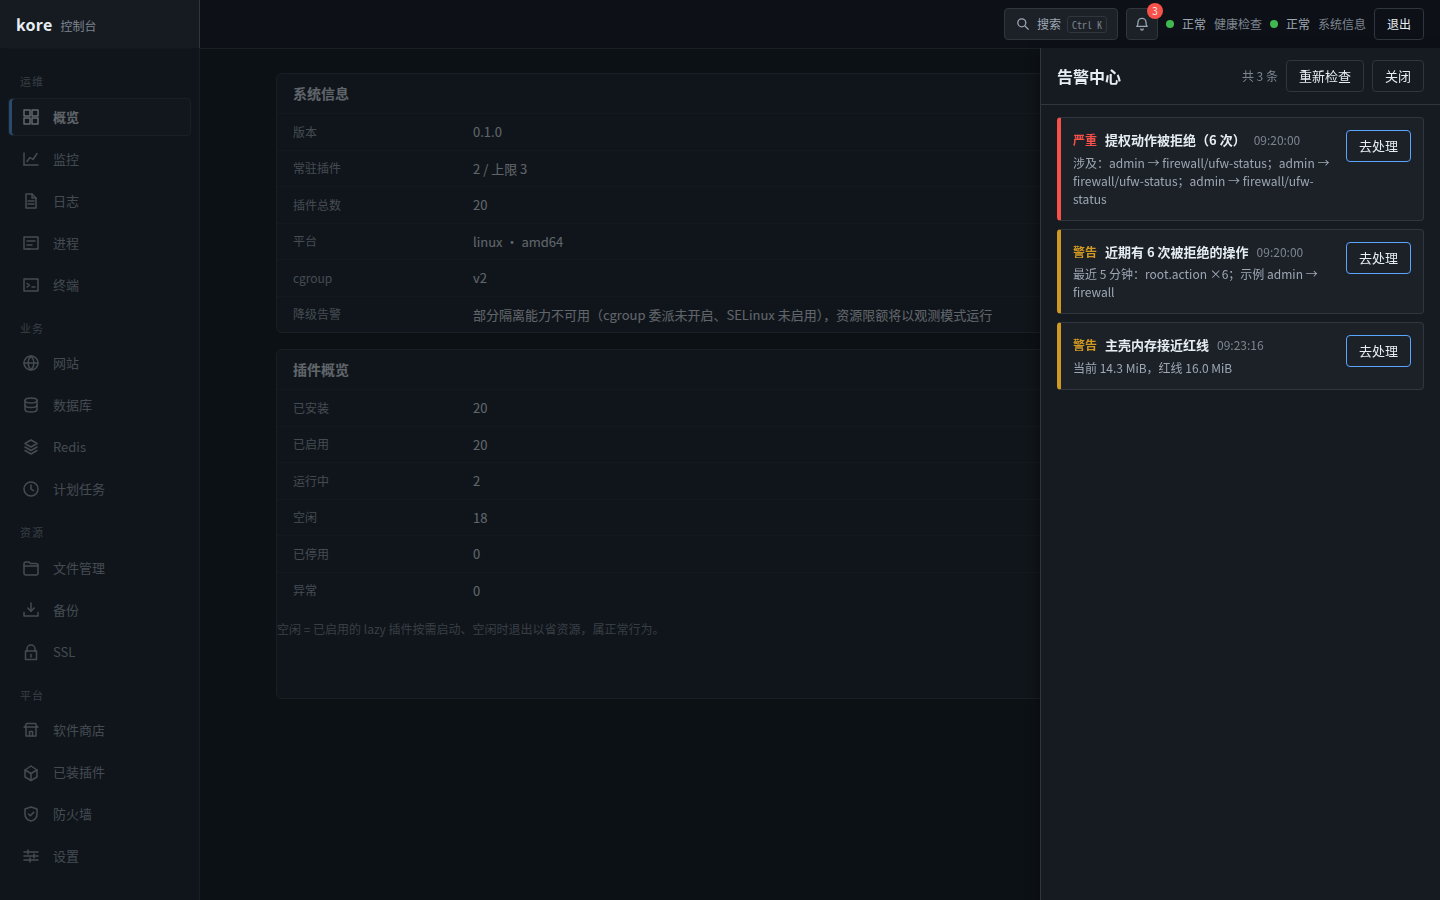 kore 控制台
搜索 Ctrl K
3
正常 健康检查
正常 系统信息
退出
运维
概览
监控
日志
进程
终端
业务
网站
数据库
Redis
计划任务
资源
文件管理
备份
SSL
平台
软件商店
已装插件
防火墙
设置
系统信息
版本 0.1.0
常驻插件 2 / 上限 3
插件总数 20
平台 linux · amd64
cgroup v2
降级告警 部分隔离能力不可用（cgroup 委派未开启、SELinux 未启用），资源限额将以观测模式运行
插件概览
已安装 20
已启用 20
运行中 2
空闲 18
已停用 0
异常 0
空闲 = 已启用的 lazy 插件按需启动、空闲时退出以省资源，属正常行为。
告警中心 共 3 条 重新检查 关闭
严重 提权动作被拒绝（6 次） 09:20:00 去处理
涉及：admin → firewall/ufw-status；admin →
firewall/ufw-status；admin → firewall/ufw-
status
警告 近期有 6 次被拒绝的操作 09:20:00 去处理
最近 5 分钟：root.action ×6；示例 admin →
firewall
警告 主壳内存接近红线 09:23:16 去处理
当前 14.3 MiB，红线 16.0 MiB